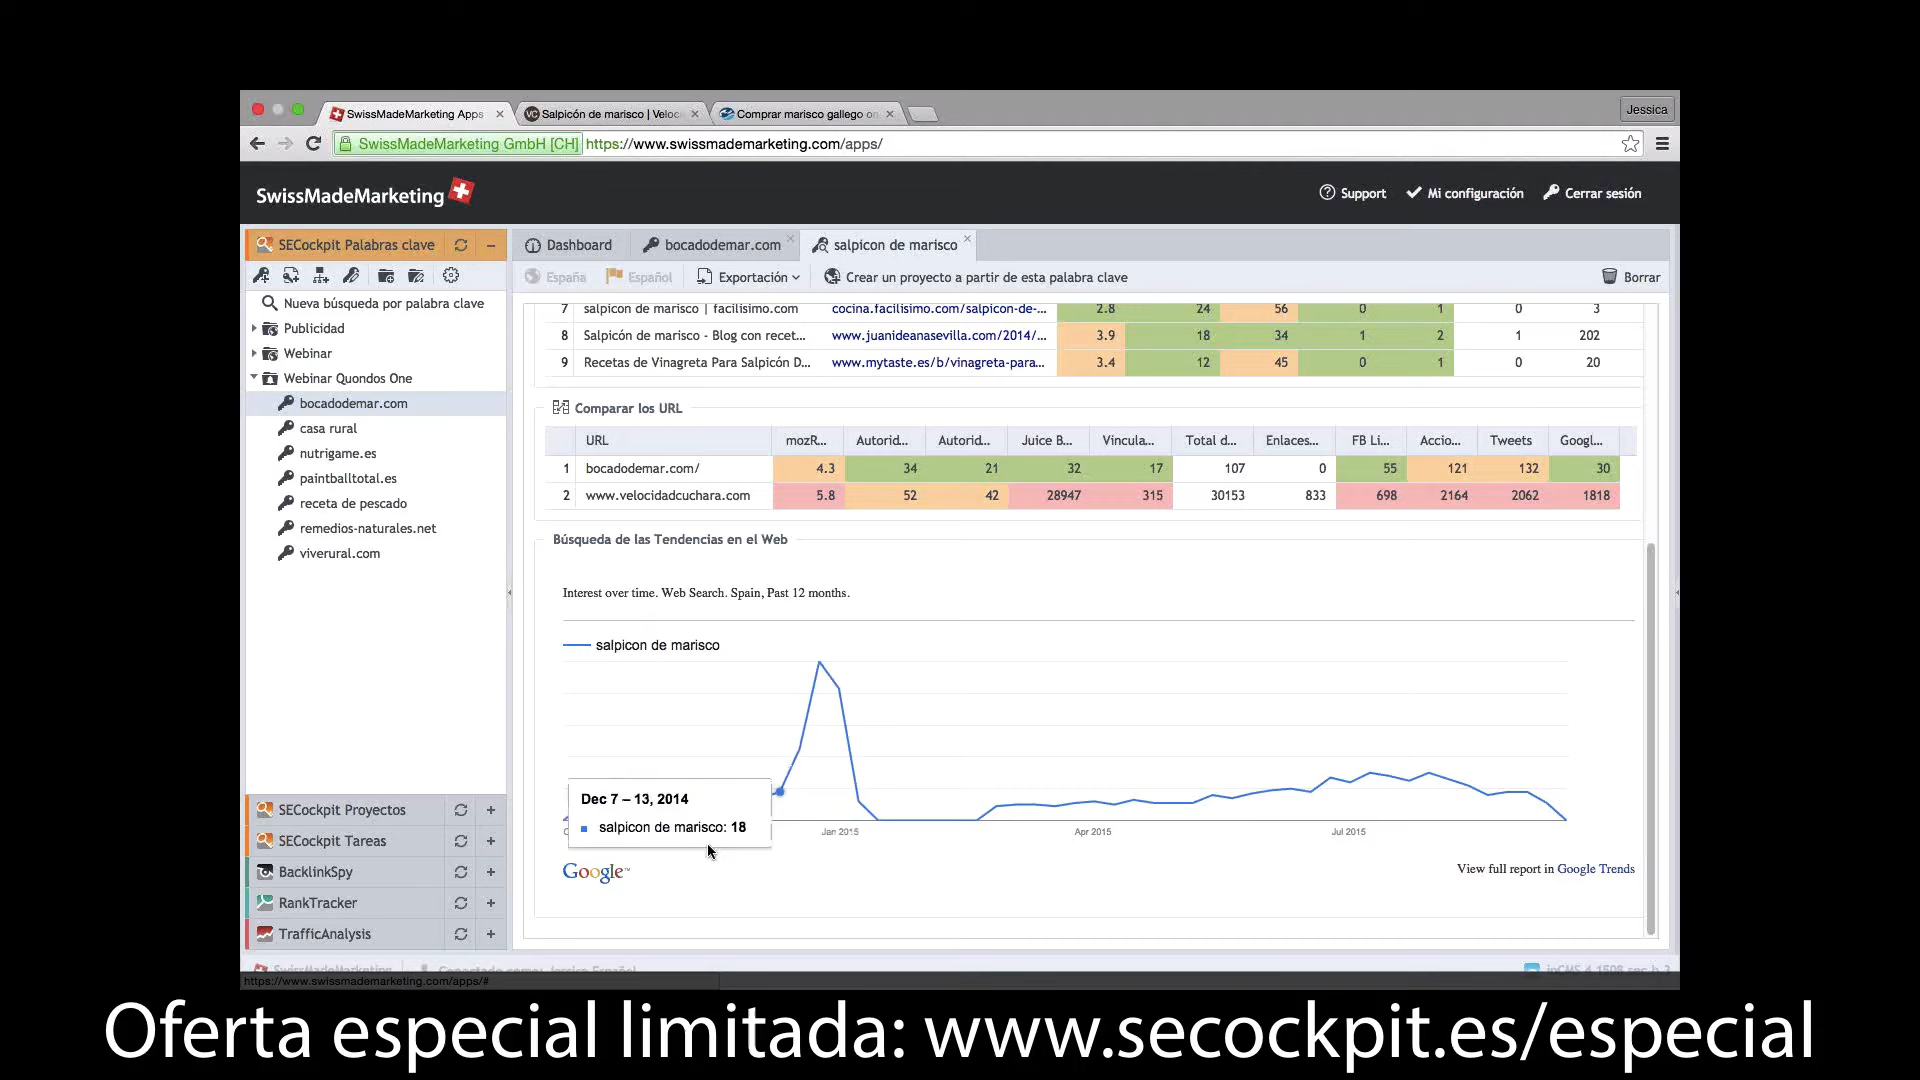 SwissMadeMarketing Apps
Salpicón de marisco | Veloc
Comprar marisco gallego on
Jessica
SwissMadeMarketing GmbH [CH] https://www.swissmademarketing.com/apps/
SwissMadeMarketing
Support Mi configuración Cerrar sesión
SECockpit Palabras clave
Dashboard bocadodemar.com salpicon de marisco
España Español Exportación Crear un proyecto a partir de esta palabra clave Borrar
Nueva búsqueda por palabra clave
Publicidad
Webinar
Webinar Quondos One
bocadodemar.com
casa rural
nutrigame.es
paintballtotal.es
receta de pescado
remedios-naturales.net
viverural.com
SECockpit Proyectos
SECockpit Tareas
BacklinkSpy
RankTracker
TrafficAnalysis
7 salpicon de marisco | facilisimo.com cocina.facilisimo.com/salpicon-de-... 2.8 24 56 0 1 0 3
8 Salpicón de marisco - Blog con recet... www.juanideanasevilla.com/2014/... 3.9 18 34 1 2 1 202
9 Recetas de Vinagreta Para Salpicón D... www.mytaste.es/b/vinagreta-para... 3.4 12 45 0 1 0 20
Comparar los URL
URL mozR... Autorid... Autorid... Juice B... Vincula... Total d... Enlaces... FB Li... Accio... Tweets Googl...
1 bocadodemar.com/ 4.3 34 21 32 17 107 0 55 121 132 30
2 www.velocidadcuchara.com 5.8 52 42 28947 315 30153 833 698 2164 2062 1818
Búsqueda de las Tendencias en el Web
Interest over time. Web Search. Spain, Past 12 months.
salpicon de marisco
Dec 7 – 13, 2014
salpicon de marisco: 18
Jan 2015 Apr 2015 Jul 2015
Google™
View full report in Google Trends
SwissMadeMarketing
https://www.swissmademarketing.com/apps/#
Oferta especial limitada: www.secockpit.es/especial